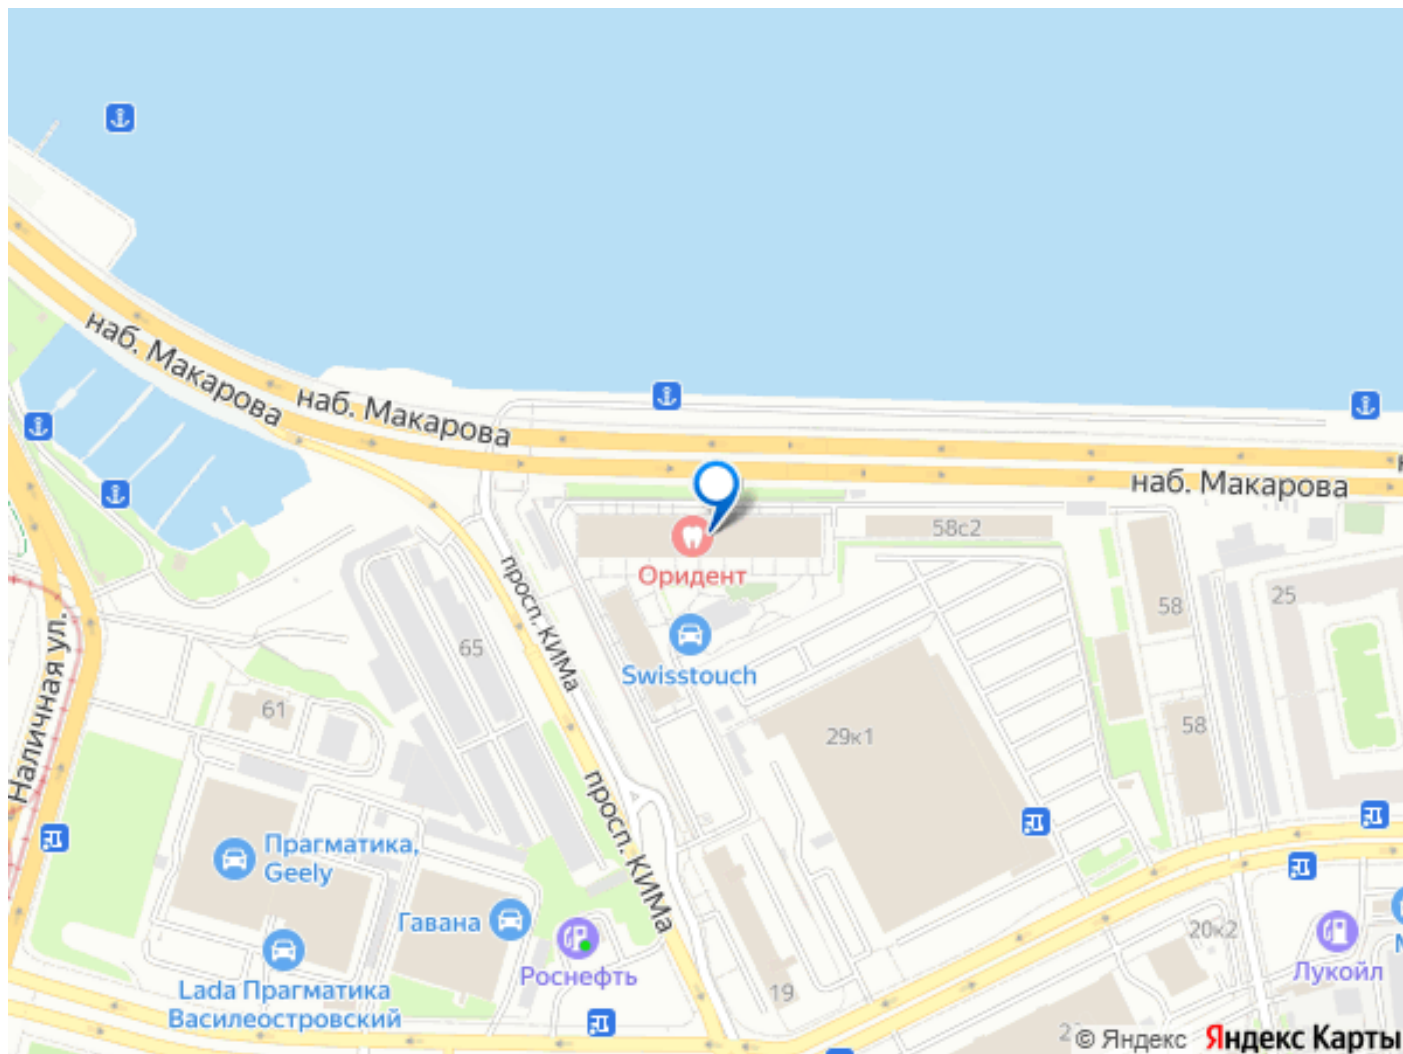 наб. Макарова
наб. Макарова
наб. Макарова
58с2
Оридент
просп. КИМа
25
58
65
Swisstouch
Наличная ул.
61
58
29к1
просп. КИМа
Прагматика,
Geely
Гавана
20к2
Роснефть
Лукойл
Lada Прагматика
Василеостровский
19
© Яндекс Яндекс Карты